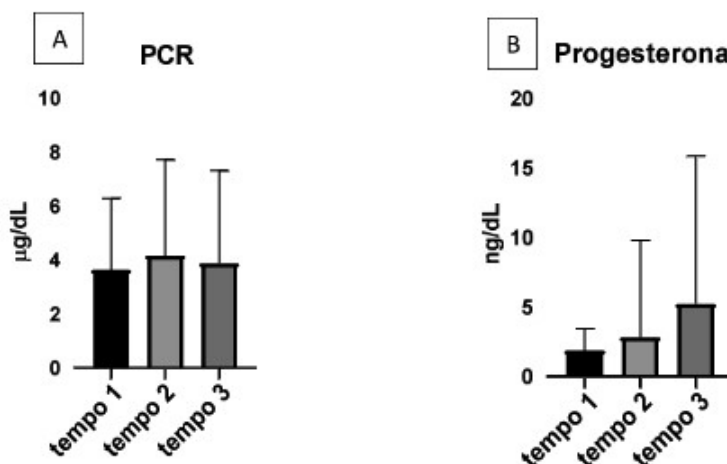 A
PCR
10
8
6
4
2
0
µg/dL
tempo 1
tempo 2
tempo 3
B
Progesterona
20
15
10
5
0
ng/dL
tempo 1
tempo 2
tempo 3